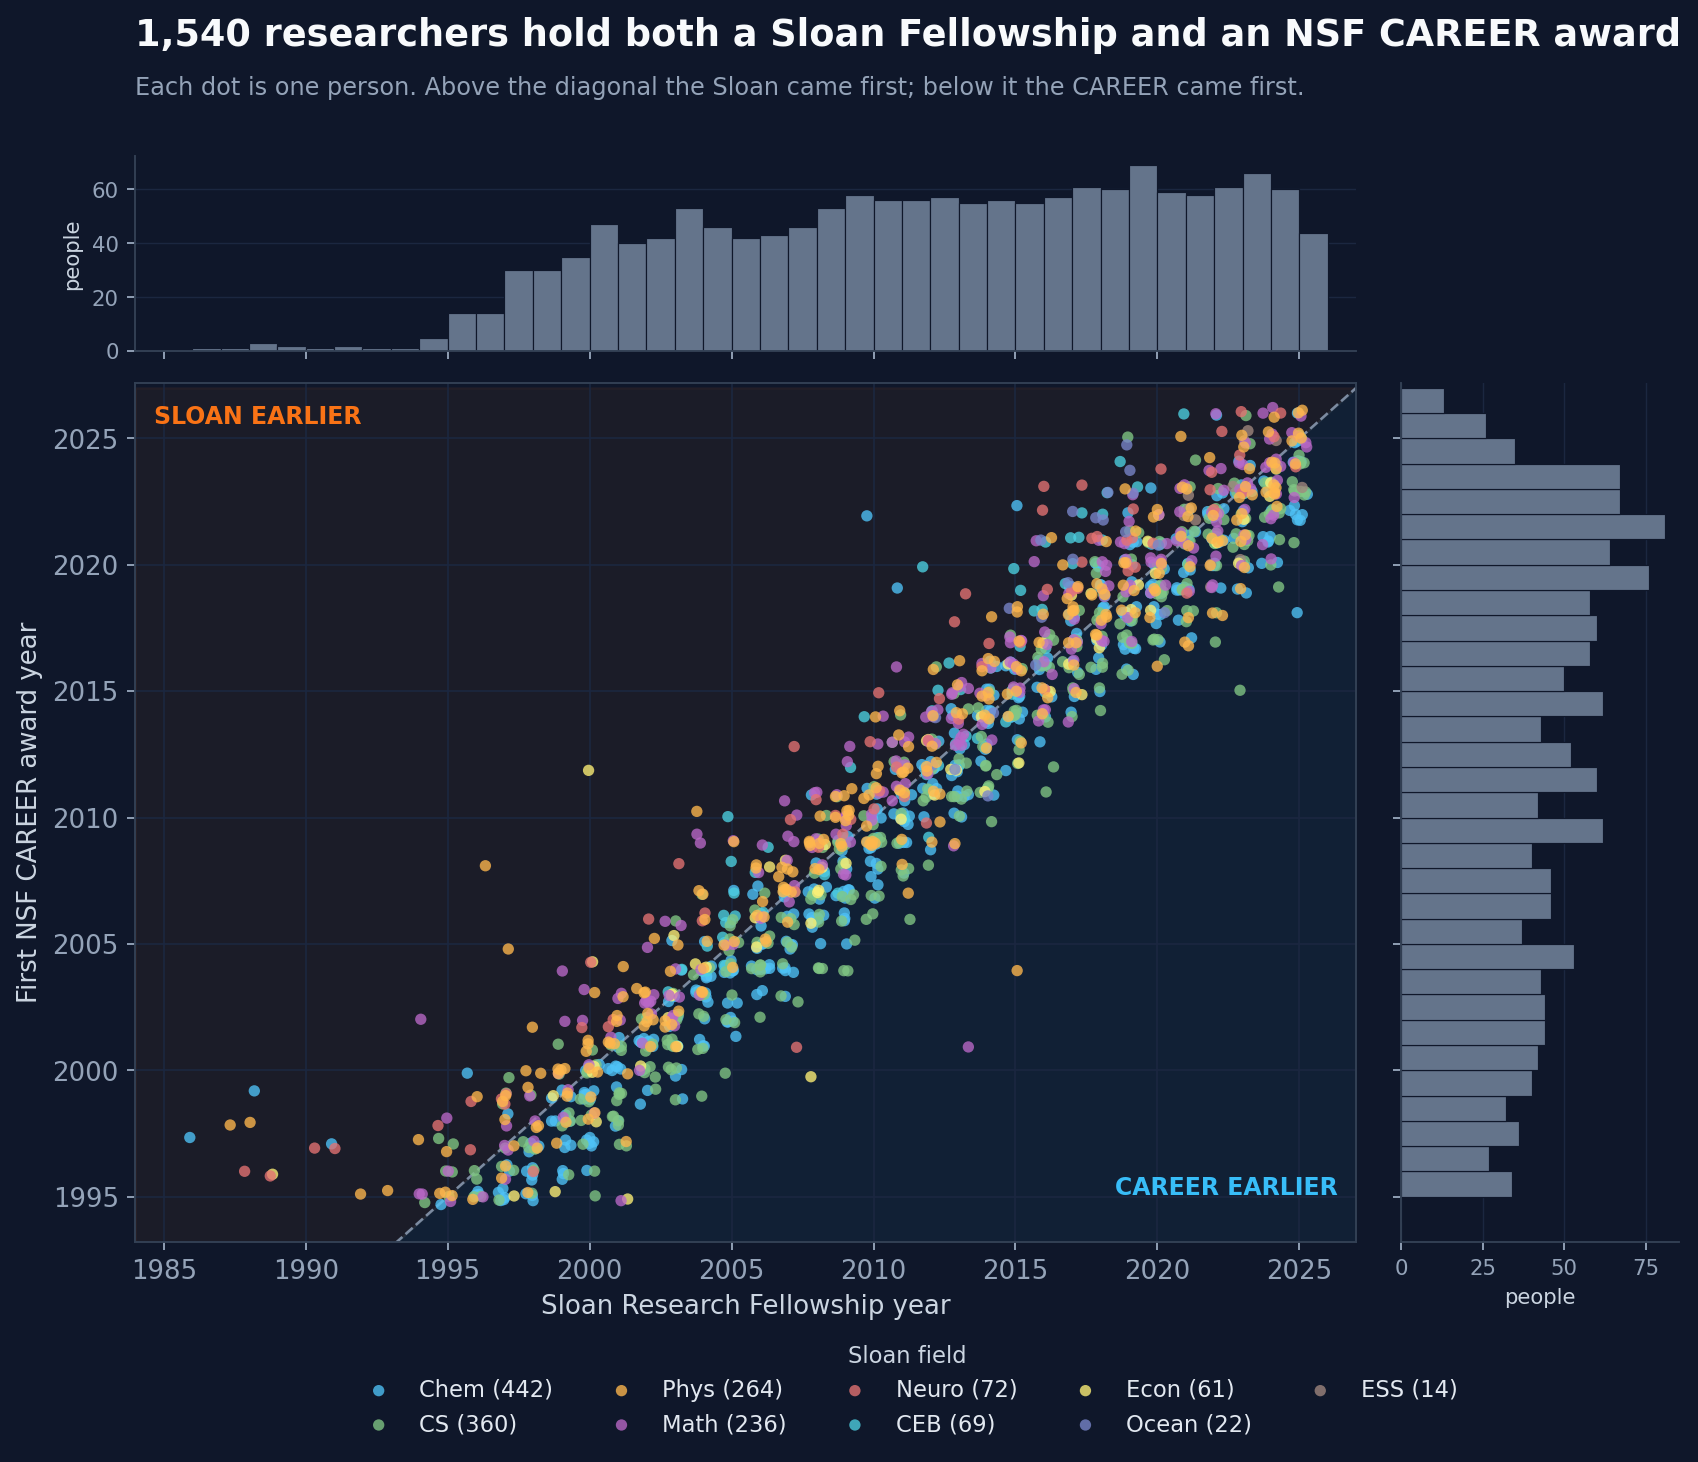 1,540 researchers hold both a Sloan Fellowship and an NSF CAREER award
Each dot is one person. Above the diagonal the Sloan came first; below it the CAREER came first.
people
60
40
20
0
SLOAN EARLIER
CAREER EARLIER
First NSF CAREER award year
2025
2020
2015
2010
2005
2000
1995
1985 1990 1995 2000 2005 2010 2015 2020 2025
Sloan Research Fellowship year
0 25 50 75
people
Sloan field
Chem (442) Phys (264) Neuro (72) Econ (61) ESS (14)
CS (360) Math (236) CEB (69) Ocean (22)